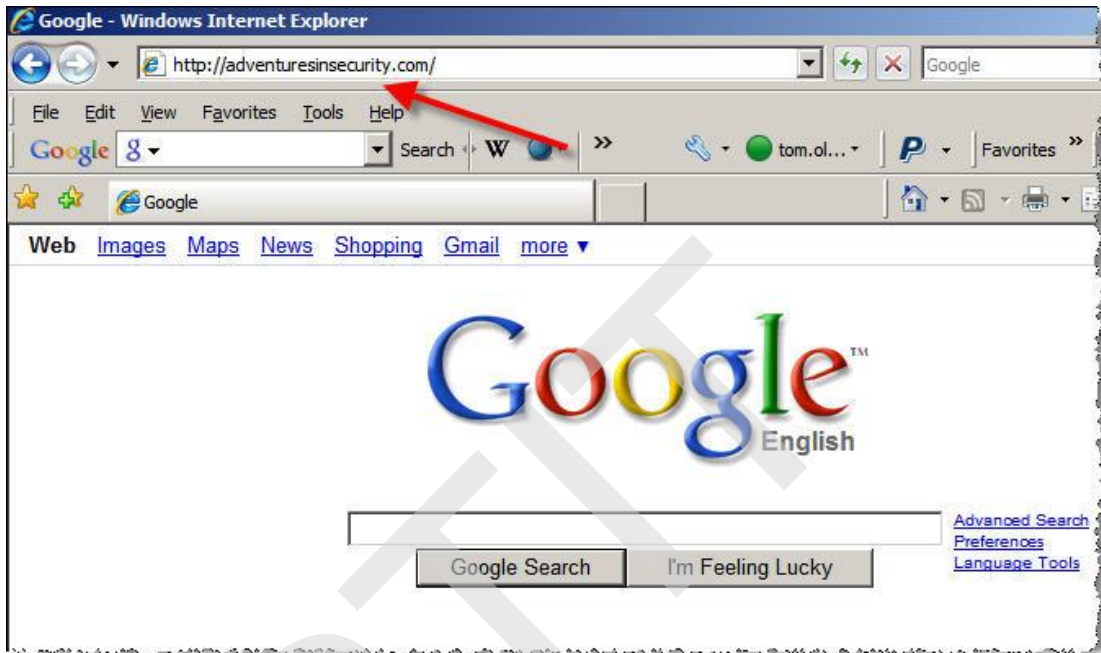 Google - Windows Internet Explorer
http://adventuresinsecurity.com/
Google
File Edit View Favorites Tools Help
Google g Search W » tom.ol... P Favorites »
Google
Web Images Maps News Shopping Gmail more ▼
Google™
English
Advanced Search
Preferences
Language Tools
Google Search I'm Feeling Lucky